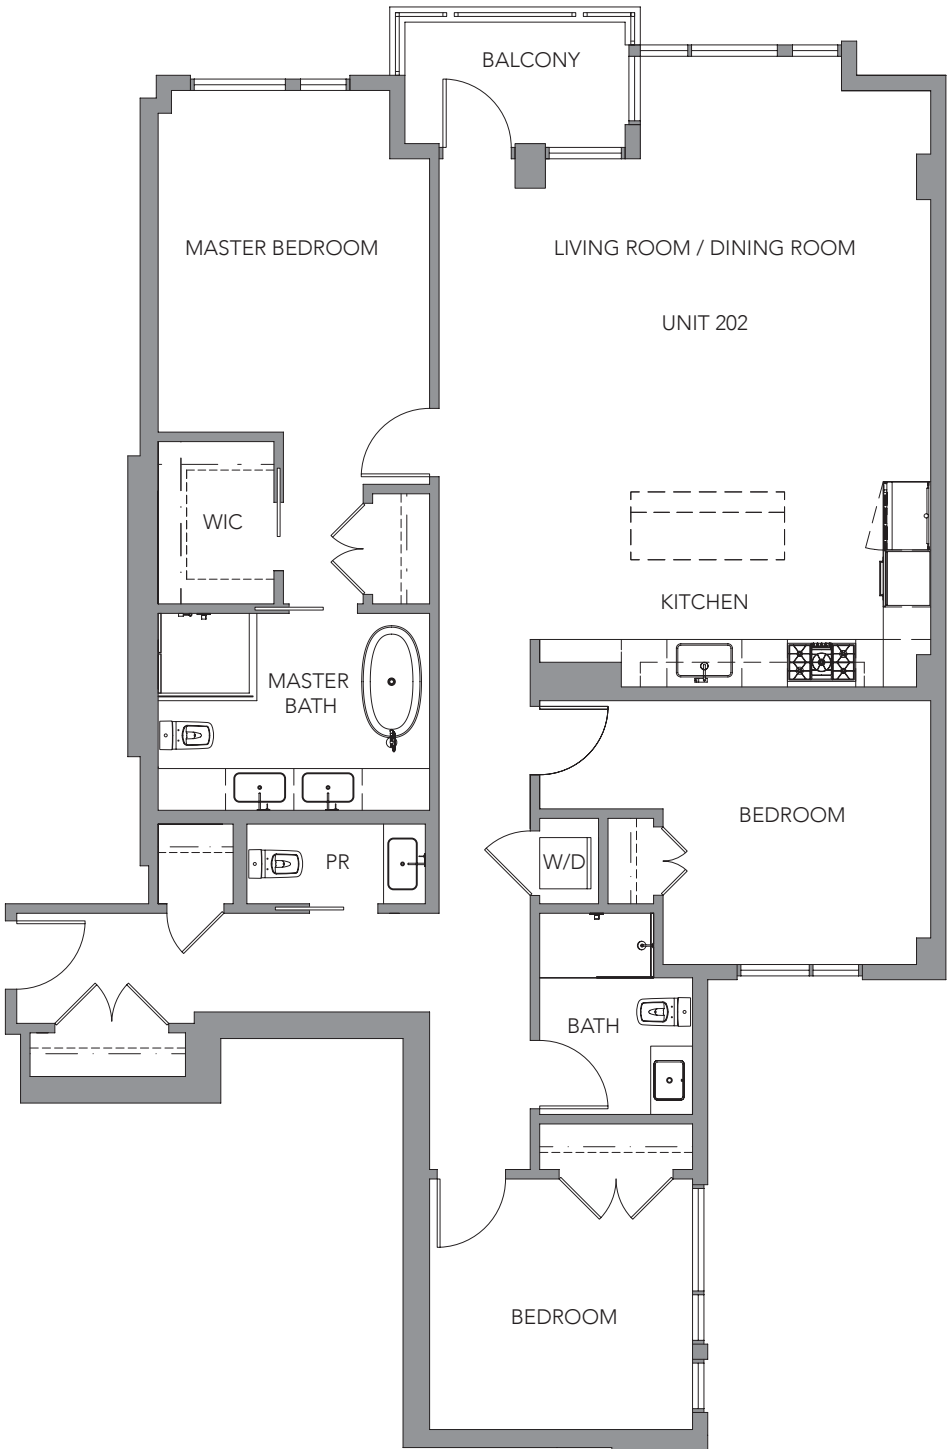 BALCONY
MASTER BEDROOM
LIVING ROOM / DINING ROOM
UNIT 202
WIC
KITCHEN
MASTER
BATH
BEDROOM
PR
W/D
BATH
BEDROOM